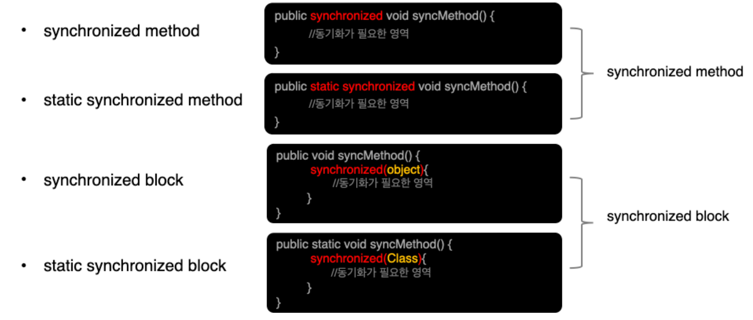 • synchronized method
public synchronized void syncMethod() {
//동기화가 필요한 영역
}
• static synchronized method
public static synchronized void syncMethod() {
//동기화가 필요한 영역
}
synchronized method
• synchronized block
public void syncMethod() {
synchronized(object){
//동기화가 필요한 영역
}
}
• static synchronized block
public static void syncMethod() {
synchronized(Class){
//동기화가 필요한 영역
}
}
synchronized block